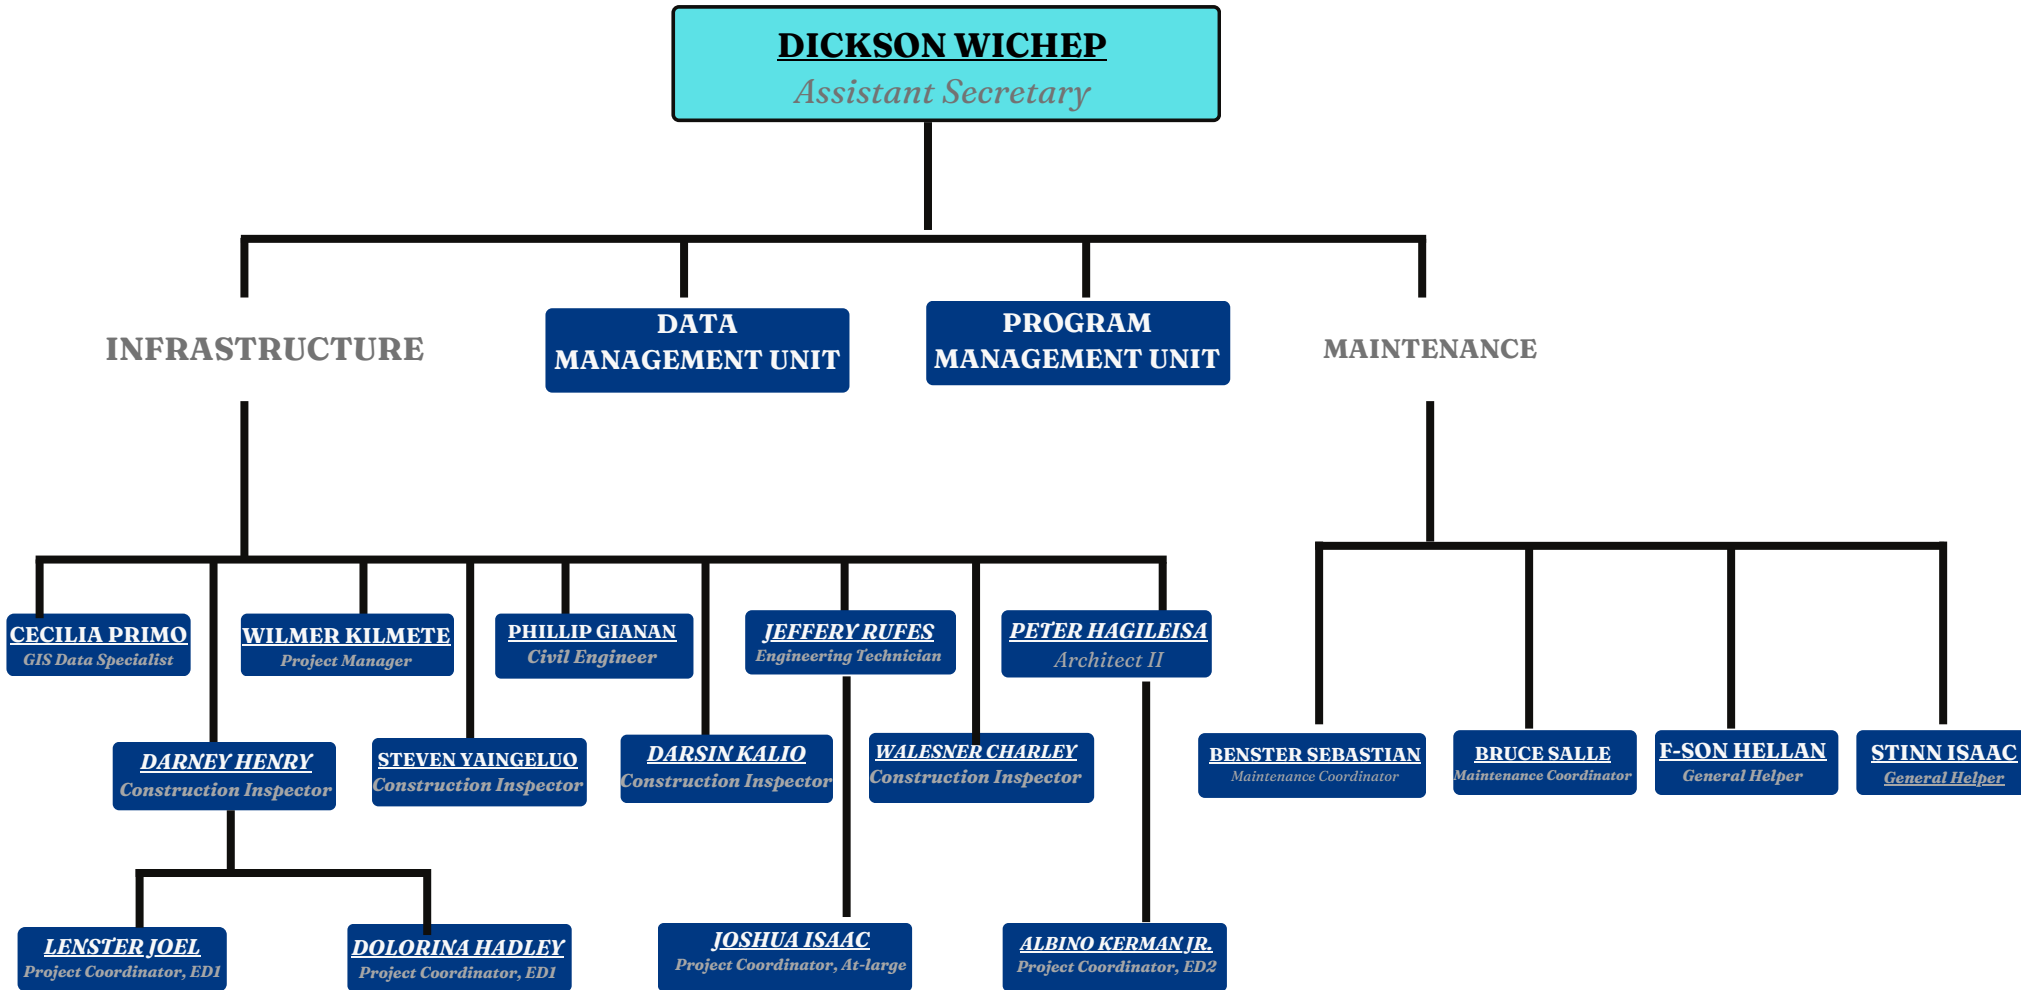 DICKSON WICHEP
Assistant Secretary
INFRASTRUCTURE
DATA
MANAGEMENT UNIT
PROGRAM
MANAGEMENT UNIT
MAINTENANCE
CECILIA PRIMO
GIS Data Specialist
WILMER KILMETE
Project Manager
PHILLIP GIANAN
Civil Engineer
JEFFERY RUFES
Engineering Technician
PETER HAGILEISA
Architect II
DARNEY HENRY
Construction Inspector
STEVEN YAINGELUO
Construction Inspector
DARSIN KALIO
Construction Inspector
WALESNER CHARLEY
Construction Inspector
BENSTER SEBASTIAN
Maintenance Coordinator
BRUCE SALLE
Maintenance Coordinator
F-SON HELLAN
General Helper
STINN ISAAC
General Helper
LENSTER JOEL
Project Coordinator, ED1
DOLORINA HADLEY
Project Coordinator, ED1
JOSHUA ISAAC
Project Coordinator, At-large
ALBINO KERMAN JR.
Project Coordinator, ED2